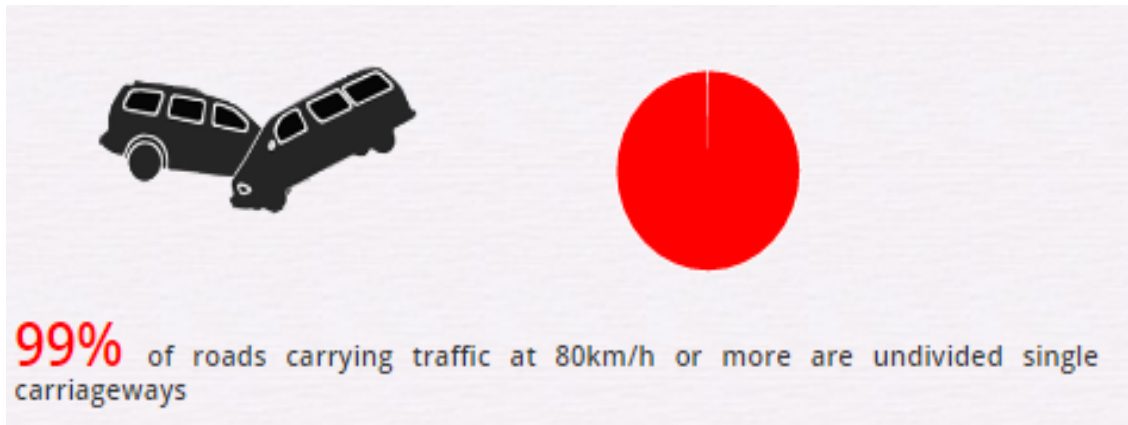 99% of roads carrying traffic at 80km/h or more are undivided single
carriageways